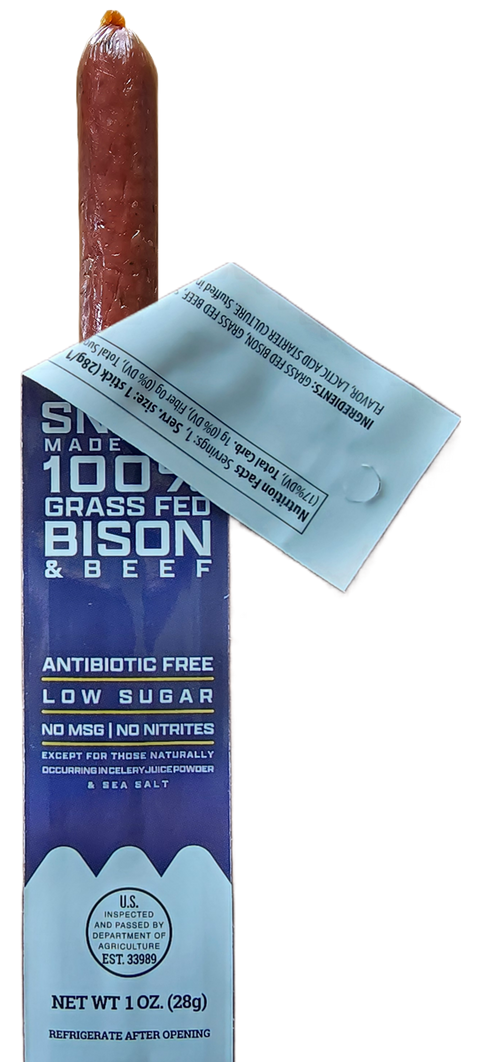 INGREDIENTS: GRASS FED BISON, GRASS FED BEEF,
FLAVOR, LACTIC ACID STARTER CULTURE. Stuffed
Nutrition Facts Servings: 1, Serv. size: 1 stick (28g/1
(17%DV), Total Carb. 1g (0% DV), Fiber 0g (0% DV), Total
SN
MADE
100%
GRASS FED
BISON
& BEEF
ANTIBIOTIC FREE
LOW SUGAR
NO MSG | NO NITRITES
EXCEPT FOR THOSE NATURALLY
OCCURRING IN CELERY JUICE POWDER
& SEA SALT
U.S.
INSPECTED
AND PASSED BY
DEPARTMENT OF
AGRICULTURE
EST. 33989
NET WT 1 OZ. (28g)
REFRIGERATE AFTER OPENING